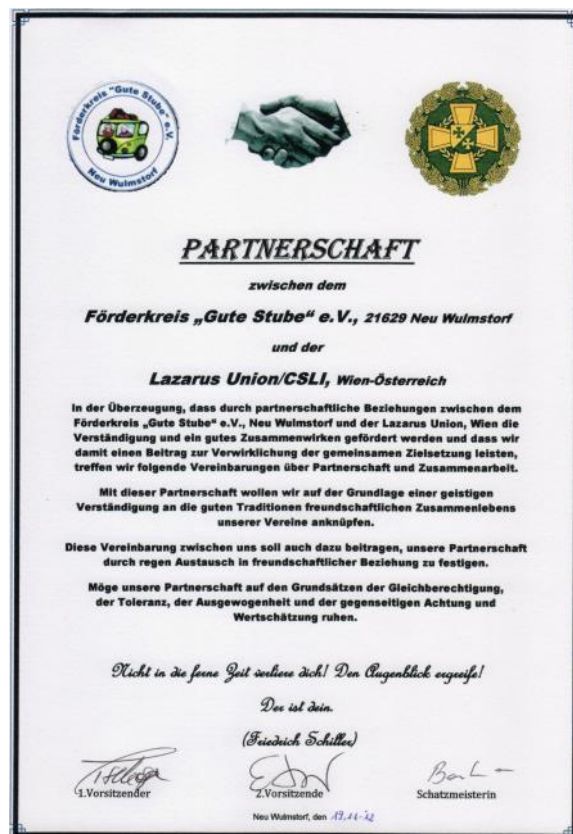 Förderkreis "Gute Stube" e.V.
Neu Wulmstorf
PARTNERSCHAFT
zwischen dem
Förderkreis „Gute Stube“ e.V., 21629 Neu Wulmstorf
und der
Lazarus Union/CSLI, Wien-Österreich
In der Überzeugung, dass durch partnerschaftliche Beziehungen zwischen dem
Förderkreis „Gute Stube“ e.V., Neu Wulmstorf und der Lazarus Union, Wien die
Verständigung und ein gutes Zusammenwirken gefördert werden und dass wir
damit einen Beitrag zur Verwirklichung der gemeinsamen Zielsetzung leisten,
treffen wir folgende Vereinbarungen über Partnerschaft und Zusammenarbeit.
Mit dieser Partnerschaft wollen wir auf der Grundlage einer geistigen
Verständigung an die guten Traditionen freundschaftlichen Zusammenlebens
unserer Vereine anknüpfen.
Diese Vereinbarung zwischen uns soll auch dazu beitragen, unsere Partnerschaft
durch regen Austausch in freundschaftlicher Beziehung zu festigen.
Möge unsere Partnerschaft auf den Grundsätzen der Gleichberechtigung,
der Toleranz, der Ausgewogenheit und der gegenseitigen Achtung und
Wertschätzung ruhen.
Nicht in die ferne Zeit verliere dich! Den Augenblick ergreife!
Der ist dein.
(Friedrich Schiller)
1.Vorsitzender
2.Vorsitzende
Schatzmeisterin
Neu Wulmstorf, den 19.11.12